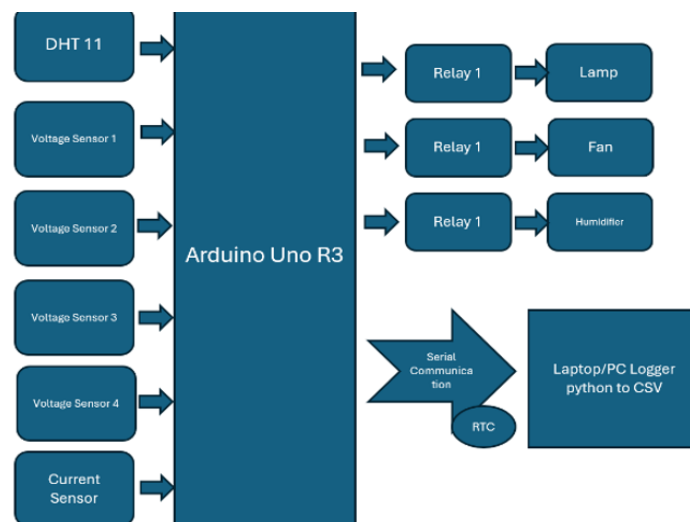 DHT 11
Voltage Sensor 1
Voltage Sensor 2
Voltage Sensor 3
Voltage Sensor 4
Current
Sensor
Arduino Uno R3
Relay 1
Lamp
Relay 1
Fan
Relay 1
Humidifier
Serial
Communica
tion
RTC
Laptop/PC Logger
python to CSV